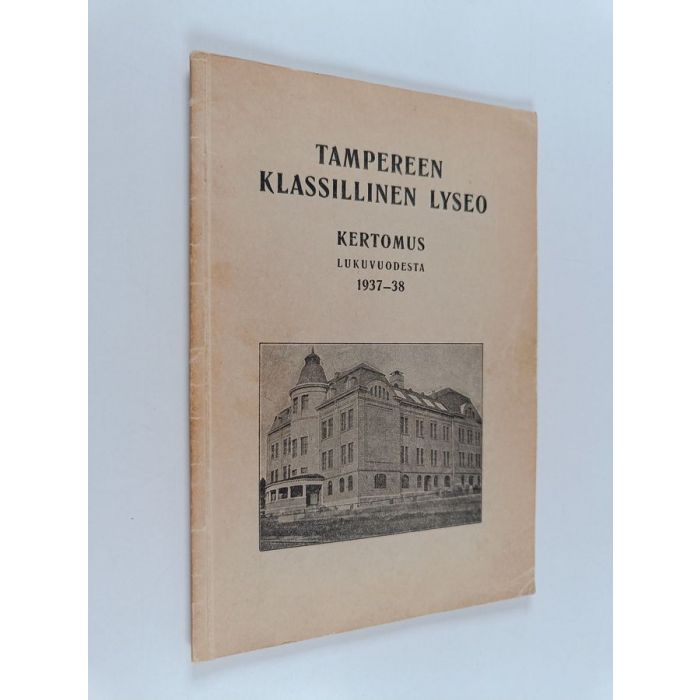 TAMPEREEN
KLASSILLINEN LYSEO
KERTOMUS
LUKUVUODESTA
1937–38